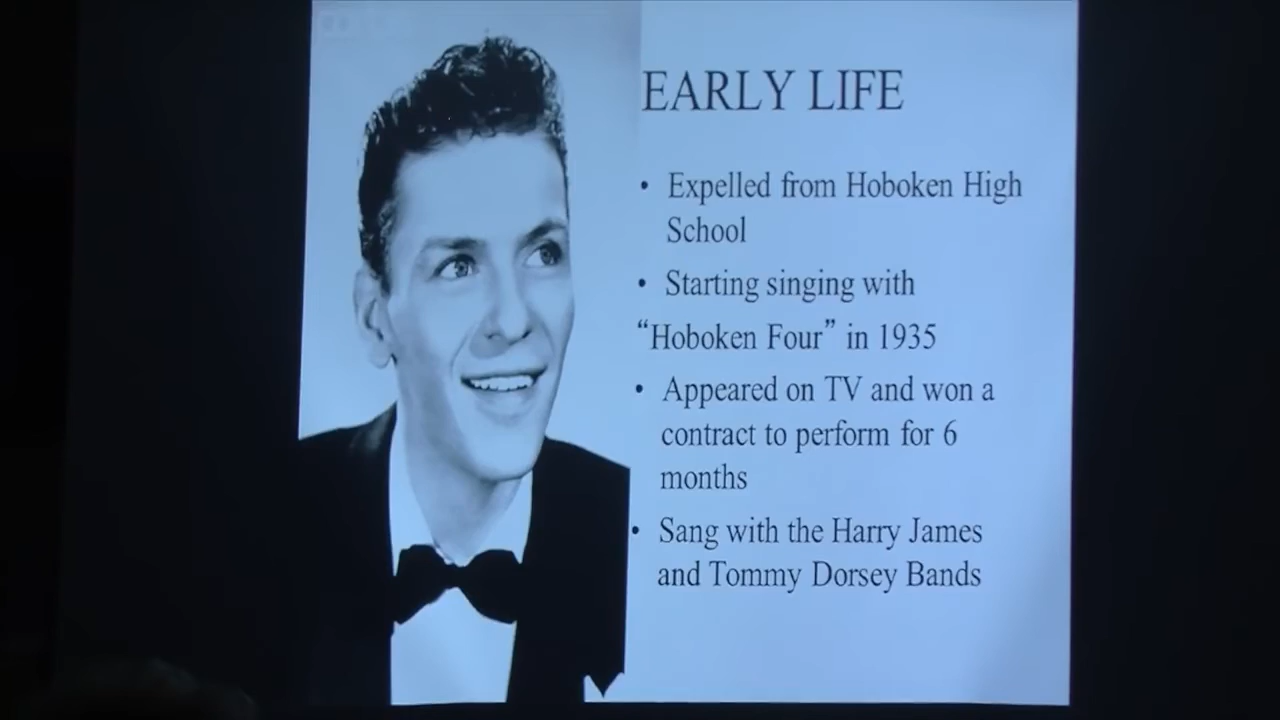 EARLY LIFE
• Expelled from Hoboken High
School
• Starting singing with
“Hoboken Four” in 1935
• Appeared on TV and won a
contract to perform for 6
months
• Sang with the Harry James
and Tommy Dorsey Bands